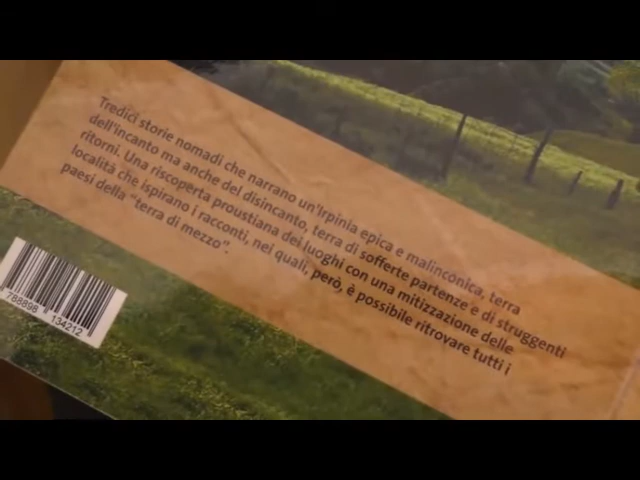 Tredici storie nomadi che narrano un'Irpinia epica e malinconica, terra
dell'incanto ma anche del disincanto, terra di sofferte partenze e di struggenti
ritorni. Una riscoperta proustiana dei luoghi con una mitizzazione delle
località che ispirano i racconti, nel quali, però, è possibile ritrovare tutti i
paesi della "terra di mezzo".
788898 134212